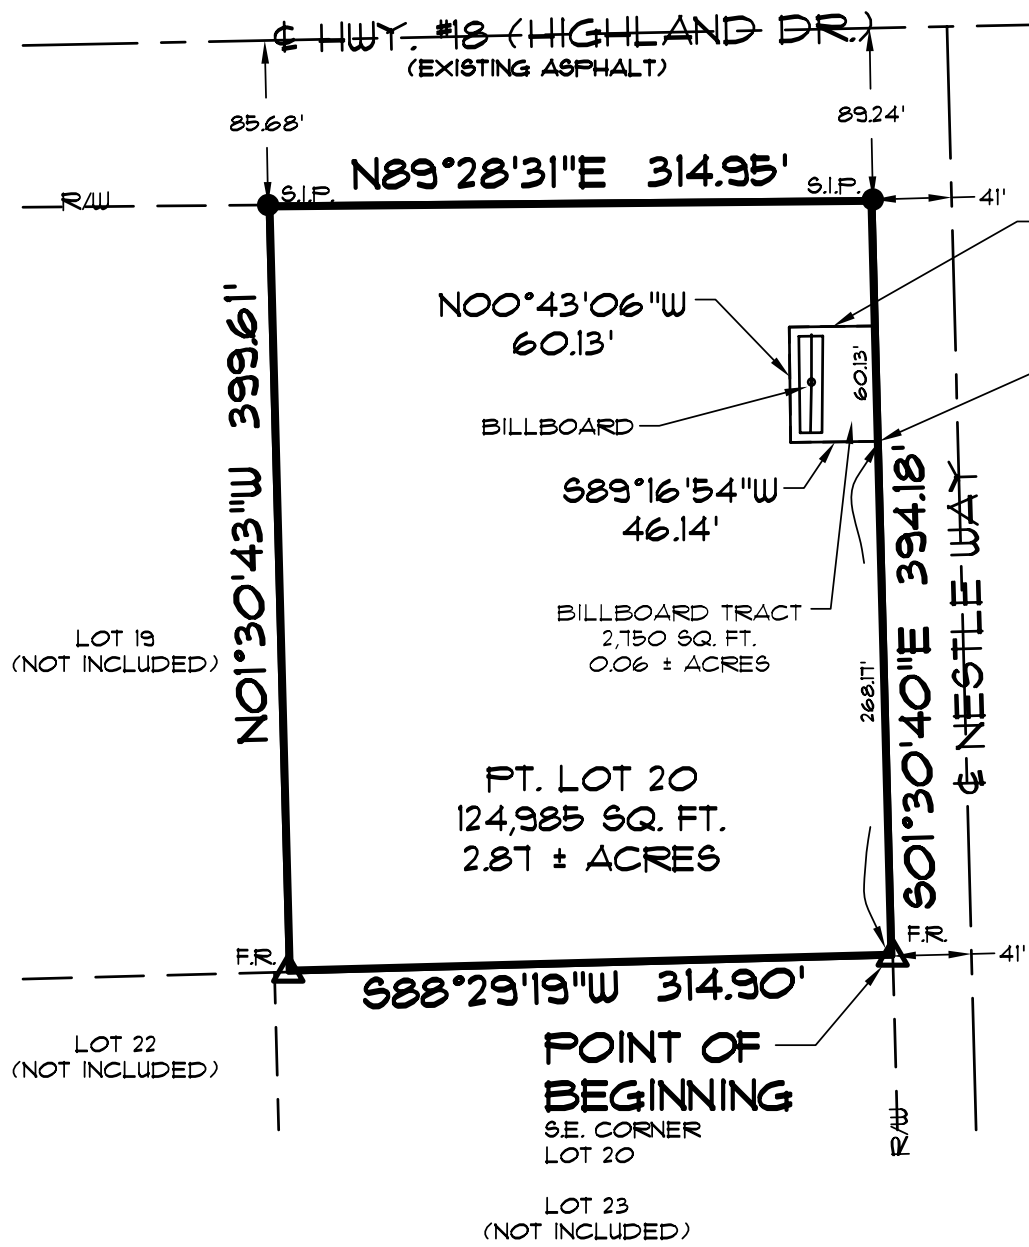 ℄ HWY. #18 (HIGHLAND DR.)
(EXISTING ASPHALT)
85.68'
89.24'
N89°28'31"E 314.95'
R/W
S.I.P.
S.I.P.
41'
N01°30'43"W 399.61'
N00°43'06"W
60.13'
60.13'
BILLBOARD
S89°16'54"W
46.14'
S01°30'40"E 394.18'
℄ NESTLE WAY
BILLBOARD TRACT
2,750 SQ. FT.
0.06 ± ACRES
268.17'
LOT 19
(NOT INCLUDED)
PT. LOT 20
124,985 SQ. FT.
2.87 ± ACRES
F.R.
F.R.
41'
S88°29'19"W 314.90'
LOT 22
(NOT INCLUDED)
POINT OF
BEGINNING
S.E. CORNER
LOT 20
R/W
LOT 23
(NOT INCLUDED)